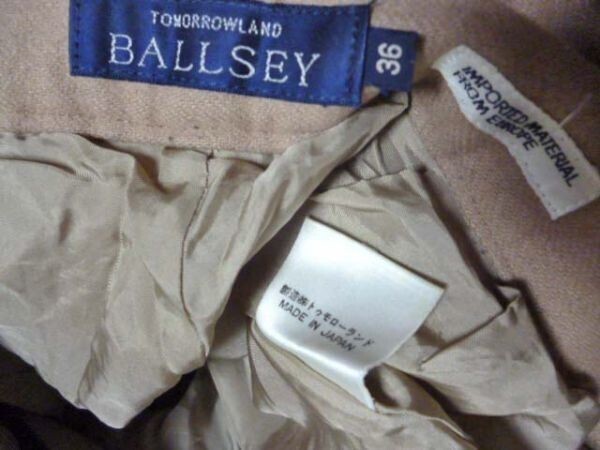 TOMORROWLAND
BALLSEY
36
IMPORTED MATERIAL
FROM EUROPE
製造㈱トゥモローランド
MADE IN JAPAN